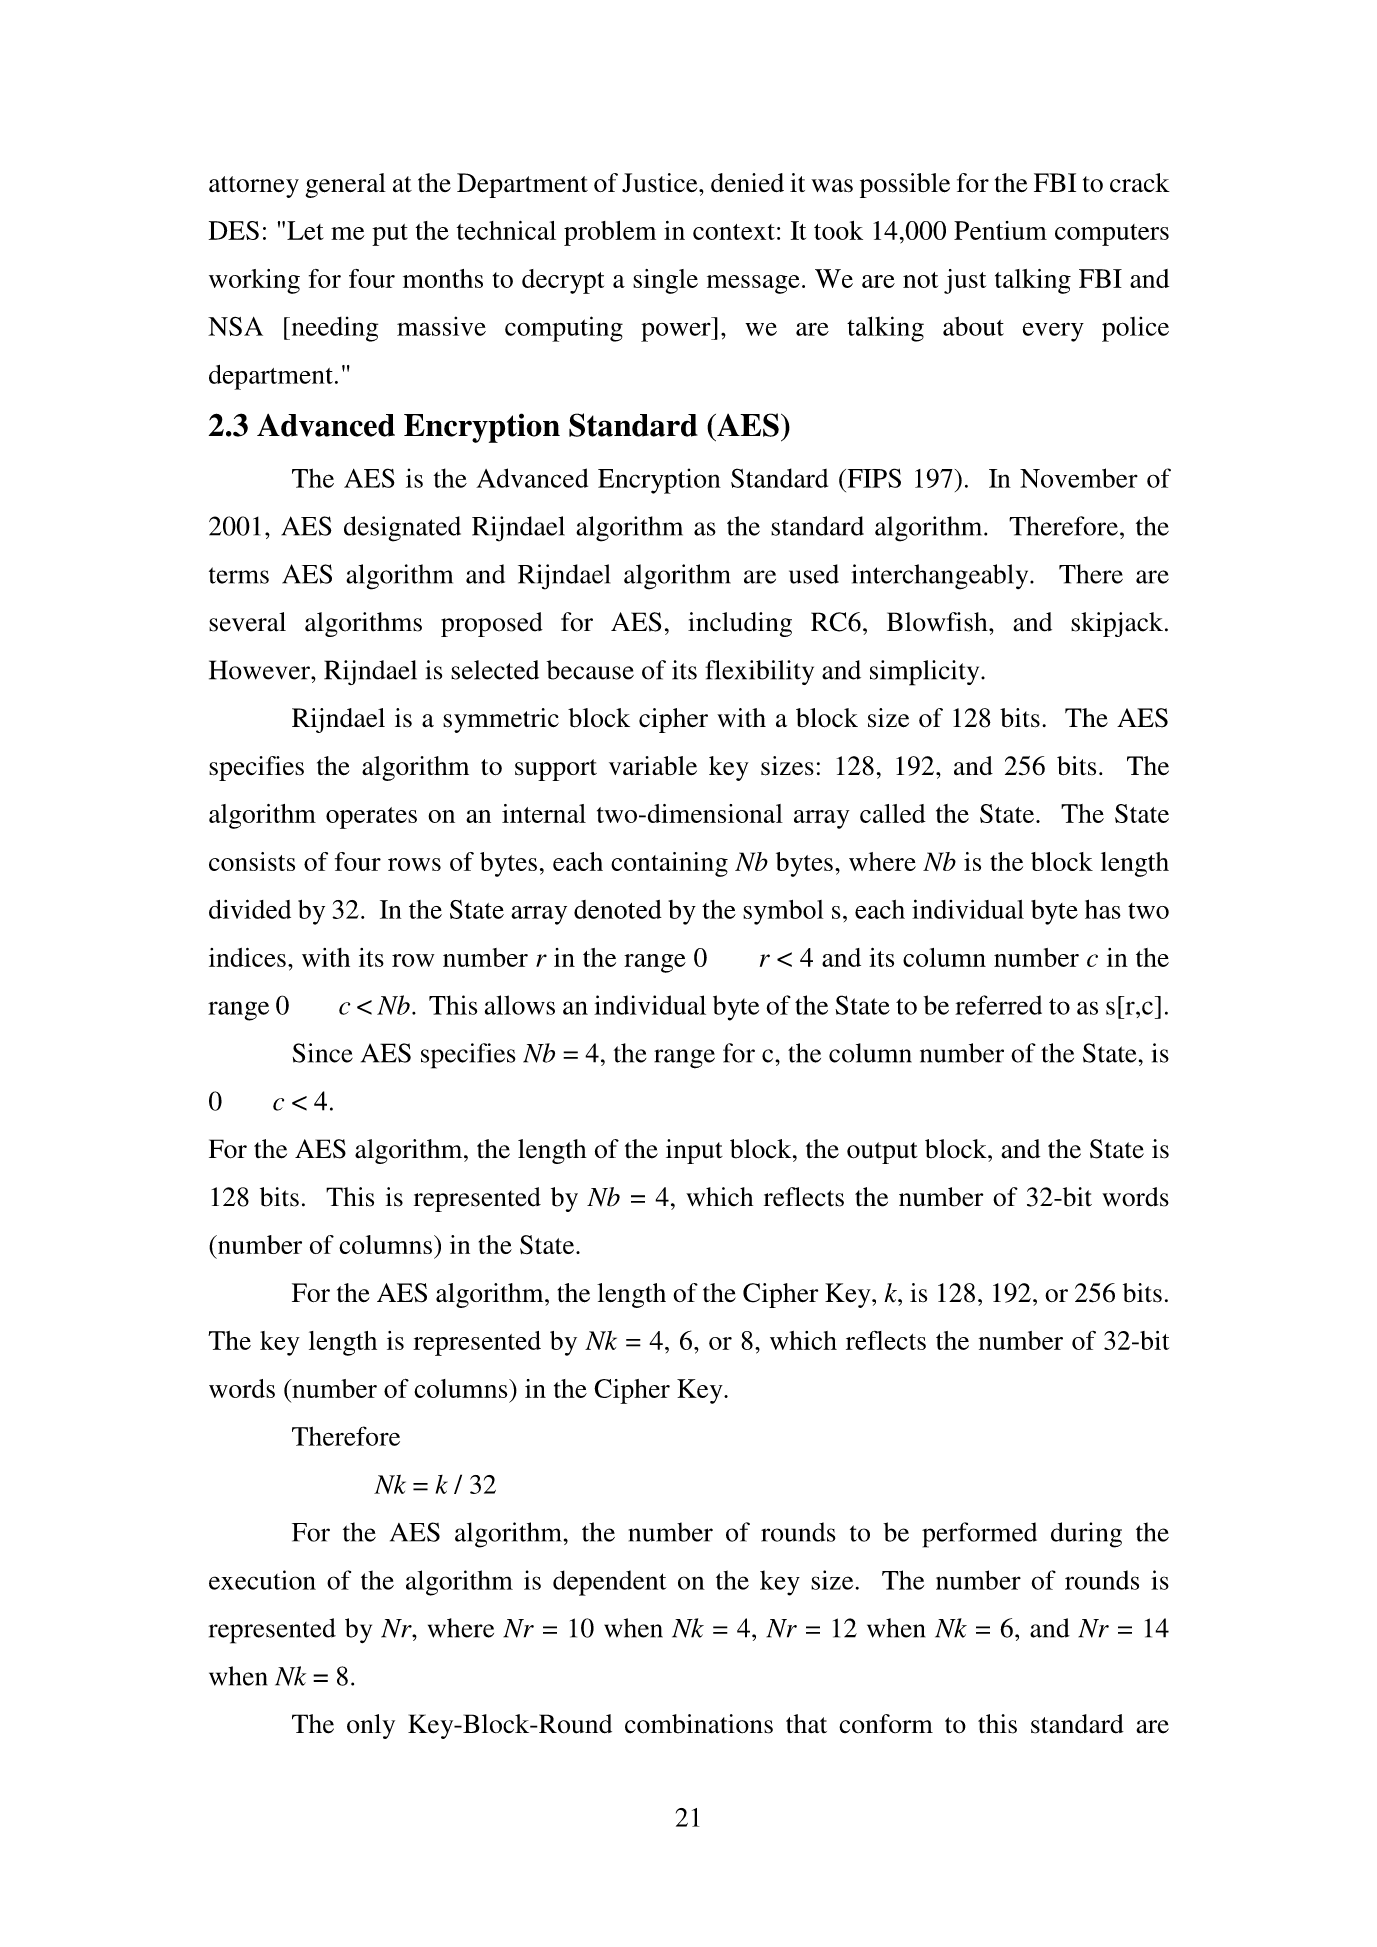 attorney general at the Department of Justice, denied it was possible for the FBI to crack
DES: "Let me put the technical problem in context: It took 14,000 Pentium computers
working for four months to decrypt a single message. We are not just talking FBI and
NSA [needing massive computing power], we are talking about every police
department."
2.3 Advanced Encryption Standard (AES)
The AES is the Advanced Encryption Standard (FIPS 197). In November of
2001, AES designated Rijndael algorithm as the standard algorithm. Therefore, the
terms AES algorithm and Rijndael algorithm are used interchangeably. There are
several algorithms proposed for AES, including RC6, Blowfish, and skipjack.
However, Rijndael is selected because of its flexibility and simplicity.
Rijndael is a symmetric block cipher with a block size of 128 bits. The AES
specifies the algorithm to support variable key sizes: 128, 192, and 256 bits. The
algorithm operates on an internal two-dimensional array called the State. The State
consists of four rows of bytes, each containing Nb bytes, where Nb is the block length
divided by 32. In the State array denoted by the symbol s, each individual byte has two
indices, with its row number r in the range 0 r < 4 and its column number c in the
range 0 c < Nb. This allows an individual byte of the State to be referred to as s[r,c].
Since AES specifies Nb = 4, the range for c, the column number of the State, is
0 c < 4.
For the AES algorithm, the length of the input block, the output block, and the State is
128 bits. This is represented by Nb = 4, which reflects the number of 32-bit words
(number of columns) in the State.
For the AES algorithm, the length of the Cipher Key, k, is 128, 192, or 256 bits.
The key length is represented by Nk = 4, 6, or 8, which reflects the number of 32-bit
words (number of columns) in the Cipher Key.
Therefore
Nk = k / 32
For the AES algorithm, the number of rounds to be performed during the
execution of the algorithm is dependent on the key size. The number of rounds is
represented by Nr, where Nr = 10 when Nk = 4, Nr = 12 when Nk = 6, and Nr = 14
when Nk = 8.
The only Key-Block-Round combinations that conform to this standard are
21